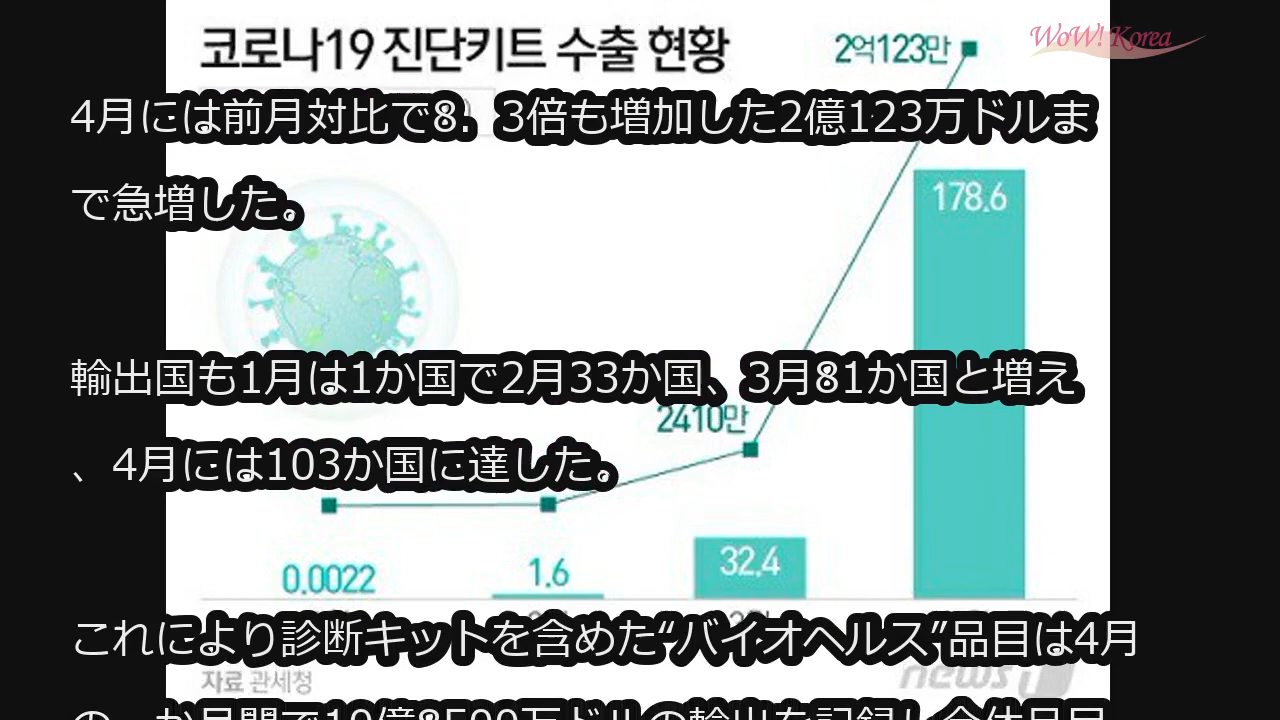 코로나19 진단키트 수출 현황
2억123만
WoW! Korea
4月には前月対比で8．3倍も増加した2億123万ドルま
で急増した。
178.6
輸出国も1月は1か国で2月33か国、3月81か国と増え
2410만
、4月には103か国に達した。
0.0022
1.6
32.4
これにより診断キットを含めた“バイオヘルス”品目は4月
자료 관세청
news1